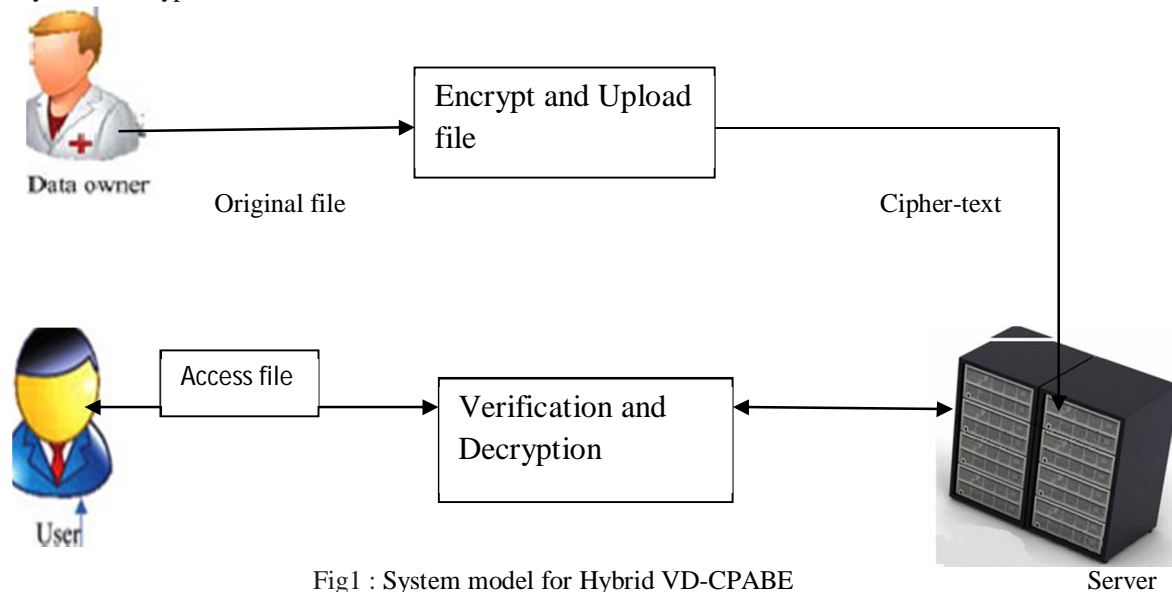 Encrypt and Upload
file
Data owner
Original file
Cipher-text
Access file
Verification and
Decryption
User
Fig1 : System model for Hybrid VD-CPABE
Server